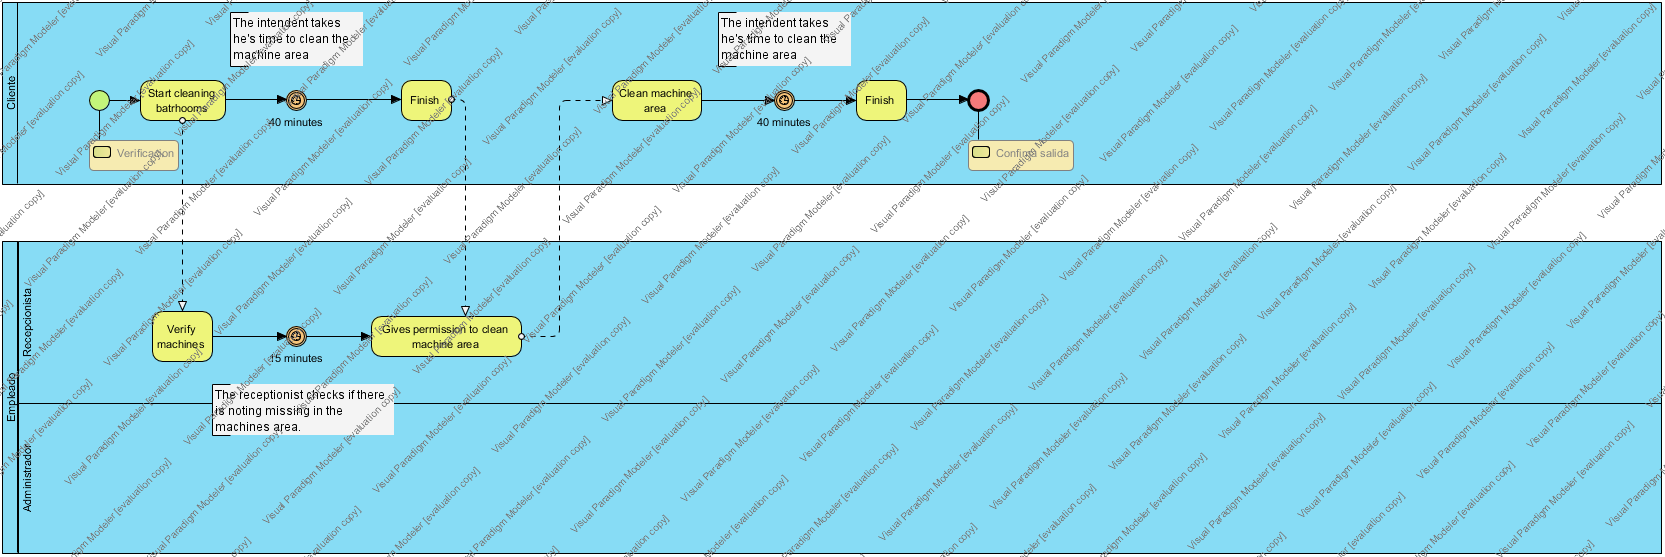 Cliente
The intendent takes
he's time to clean the
machine area
The intendent takes
he's time to clean the
machine area
Start cleaning
batrhooms
40 minutes
Finish
Clean machine
area
40 minutes
Finish
Verification
Confirma salida
Empleado
Recepcionista
Verify
machines
15 minutes
Gives permission to clean
machine area
The receptionist checks if there
is noting missing in the
machines area.
Administrador
Visual Paradigm Modeler [evaluation copy]